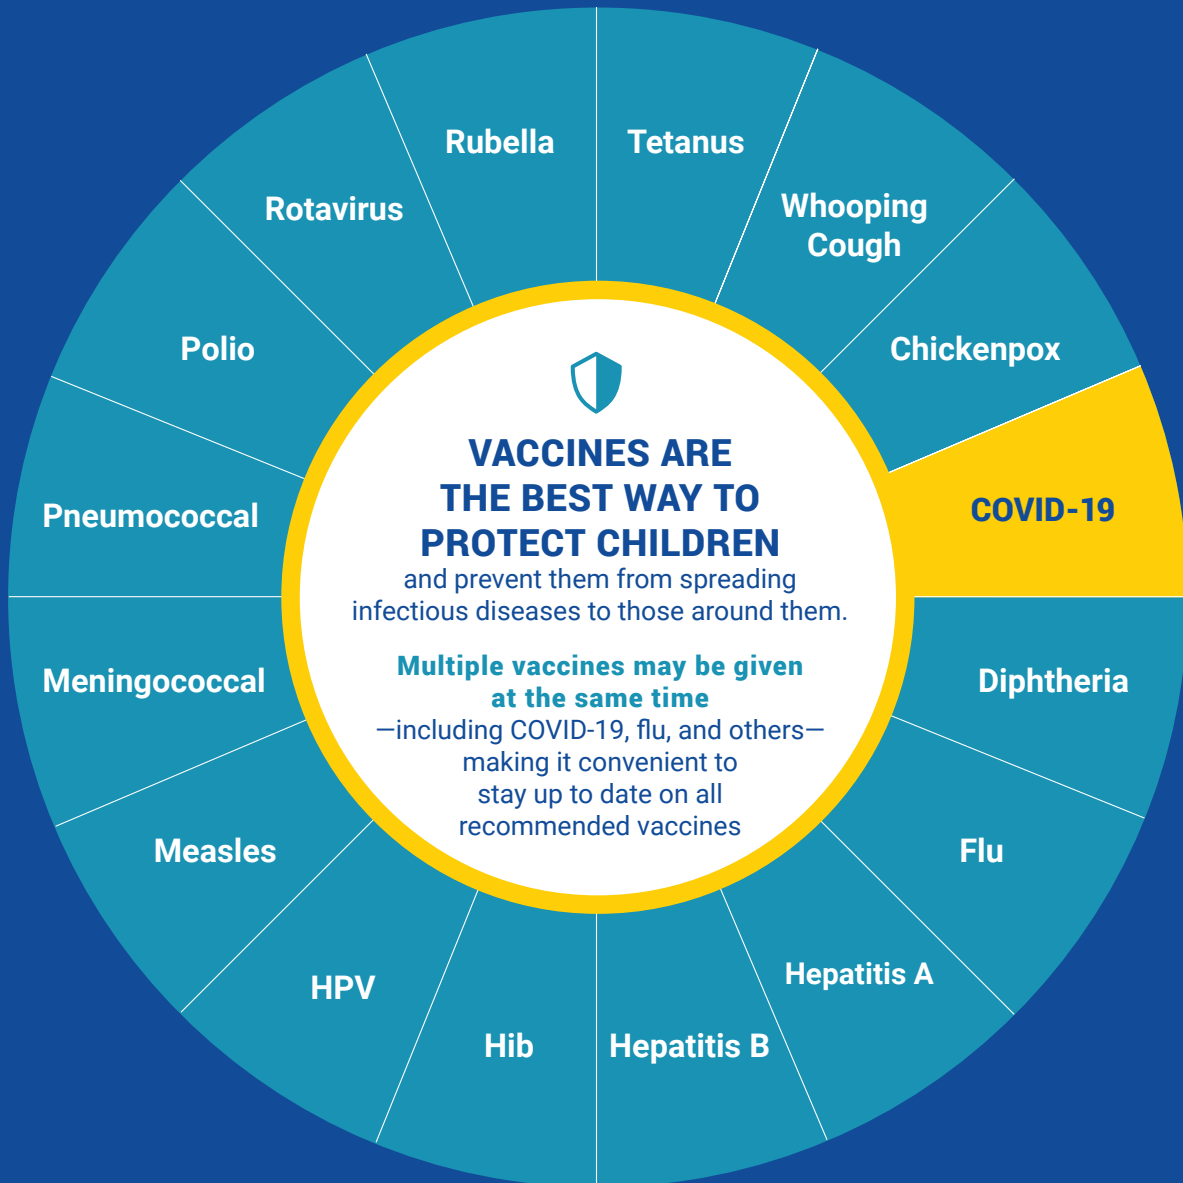 Rubella
Tetanus
Whooping
Cough
Chickenpox
COVID-19
Diphtheria
Flu
Hepatitis A
Hepatitis B
Hib
HPV
Measles
Meningococcal
Pneumococcal
Polio
Rotavirus
VACCINES ARE
THE BEST WAY TO
PROTECT CHILDREN
and prevent them from spreading
infectious diseases to those around them.
Multiple vaccines may be given
at the same time
—including COVID-19, flu, and others—
making it convenient to
stay up to date on all
recommended vaccines